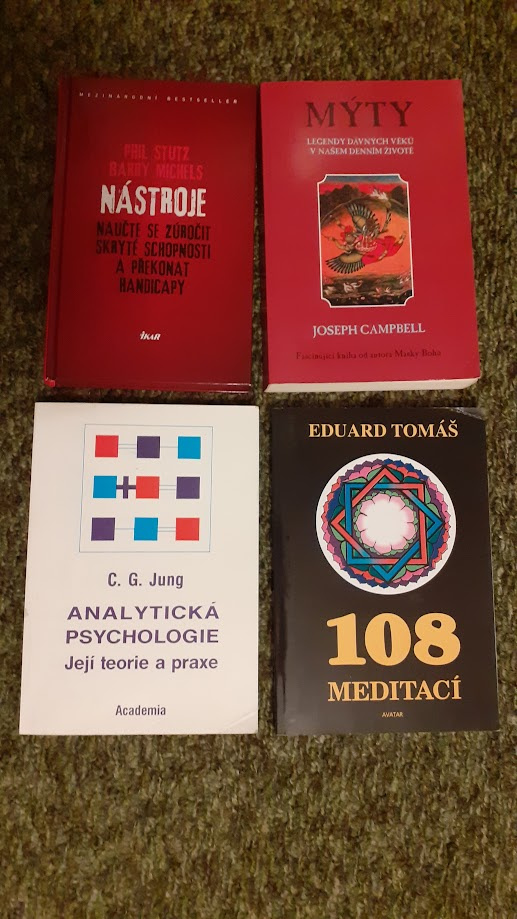 MEZINÁRODNÍ BESTSELLER
PHIL STUTZ
BARRY MICHELS
NÁSTROJE
NAUČTE SE ZÚROČIT
SKRYTÉ SCHOPNOSTI
A PŘEKONAT
HANDICAPY
IKAR
MÝTY
LEGENDY DÁVNÝCH VĚKŮ
V NAŠEM DENNÍM ŽIVOTĚ
JOSEPH CAMPBELL
Fascinující kniha od autora Masky Bohů
C. G. Jung
ANALYTICKÁ
PSYCHOLOGIE
Její teorie a praxe
Academia
EDUARD TOMÁŠ
108
MEDITACÍ
AVATAR